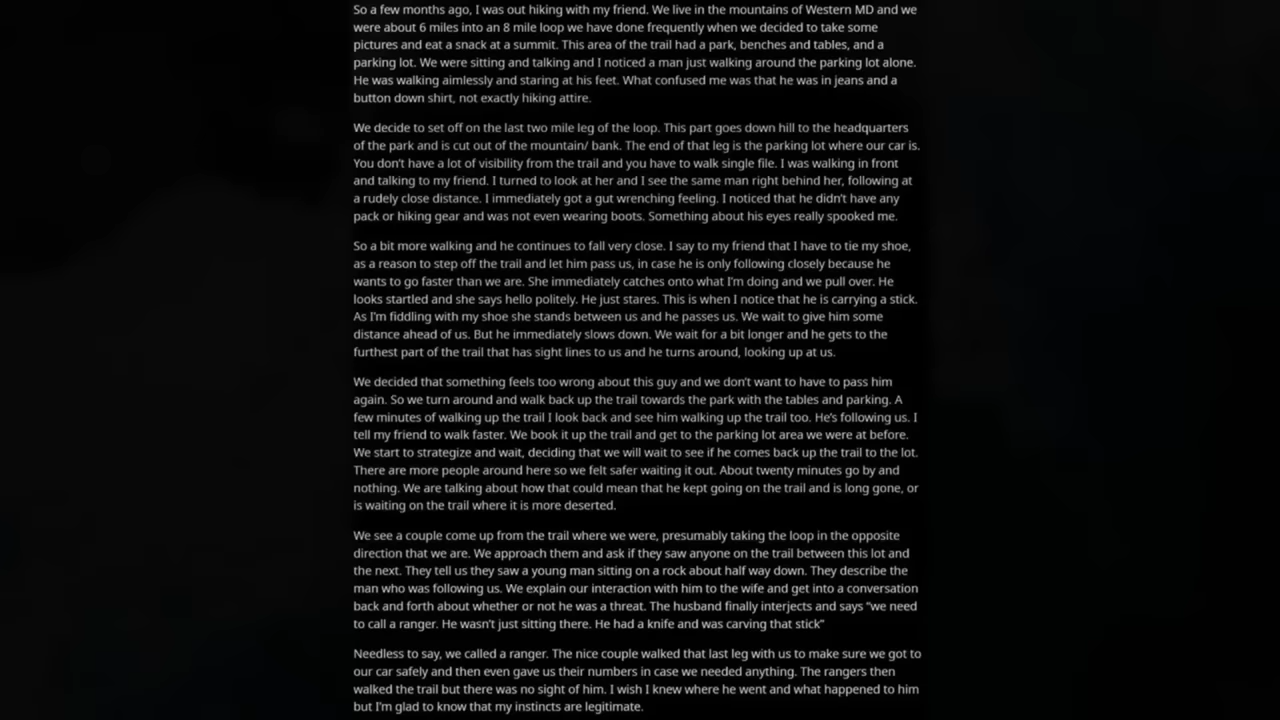 So a few months ago, I was out hiking with my friend. We live in the mountains of Western MD and we
were about 6 miles into an 8 mile loop we have done frequently when we decided to take some
pictures and eat a snack at a summit. This area of the trail had a park, benches and tables, and a
parking lot. We were sitting and talking and I noticed a man just walking around the parking lot alone.
He was walking aimlessly and staring at his feet. What confused me was that he was in jeans and a
button down shirt, not exactly hiking attire.
We decide to set off on the last two mile leg of the loop. This part goes down hill to the headquarters
of the park and is cut out of the mountain/ bank. The end of that leg is the parking lot where our car is.
You don’t have a lot of visibility from the trail and you have to walk single file. I was walking in front
and talking to my friend. I turned to look at her and I see the same man right behind her, following at
a rudely close distance. I immediately got a gut wrenching feeling. I noticed that he didn’t have any
pack or hiking gear and was not even wearing boots. Something about his eyes really spooked me.
So a bit more walking and he continues to fall very close. I say to my friend that I have to tie my shoe,
as a reason to step off the trail and let him pass us, in case he is only following closely because he
wants to go faster than we are. She immediately catches onto what I’m doing and we pull over. He
looks startled and she says hello politely. He just stares. This is when I notice that he is carrying a stick.
As I’m fiddling with my shoe she stands between us and he passes us. We wait to give him some
distance ahead of us. But he immediately slows down. We wait for a bit longer and he gets to the
furthest part of the trail that has sight lines to us and he turns around, looking up at us.
We decided that something feels too wrong about this guy and we don’t want to have to pass him
again. So we turn around and walk back up the trail towards the park with the tables and parking. A
few minutes of walking up the trail I look back and see him walking up the trail too. He’s following us. I
tell my friend to walk faster. We book it up the trail and get to the parking lot area we were at before.
We start to strategize and wait, deciding that we will wait to see if he comes back up the trail to the lot.
There are more people around here so we felt safer waiting it out. About twenty minutes go by and
nothing. We are talking about how that could mean that he kept going on the trail and is long gone, or
is waiting on the trail where it is more deserted.
We see a couple come up from the trail where we were, presumably taking the loop in the opposite
direction that we are. We approach them and ask if they saw anyone on the trail between this lot and
the next. They tell us they saw a young man sitting on a rock about half way down. They describe the
man who was following us. We explain our interaction with him to the wife and get into a conversation
back and forth about whether or not he was a threat. The husband finally interjects and says “we need
to call a ranger. He wasn’t just sitting there. He had a knife and was carving that stick”
Needless to say, we called a ranger. The nice couple walked that last leg with us to make sure we got to
our car safely and then even gave us their numbers in case we needed anything. The rangers then
walked the trail but there was no sight of him. I wish I knew where he went and what happened to him
but I’m glad to know that my instincts are legitimate.